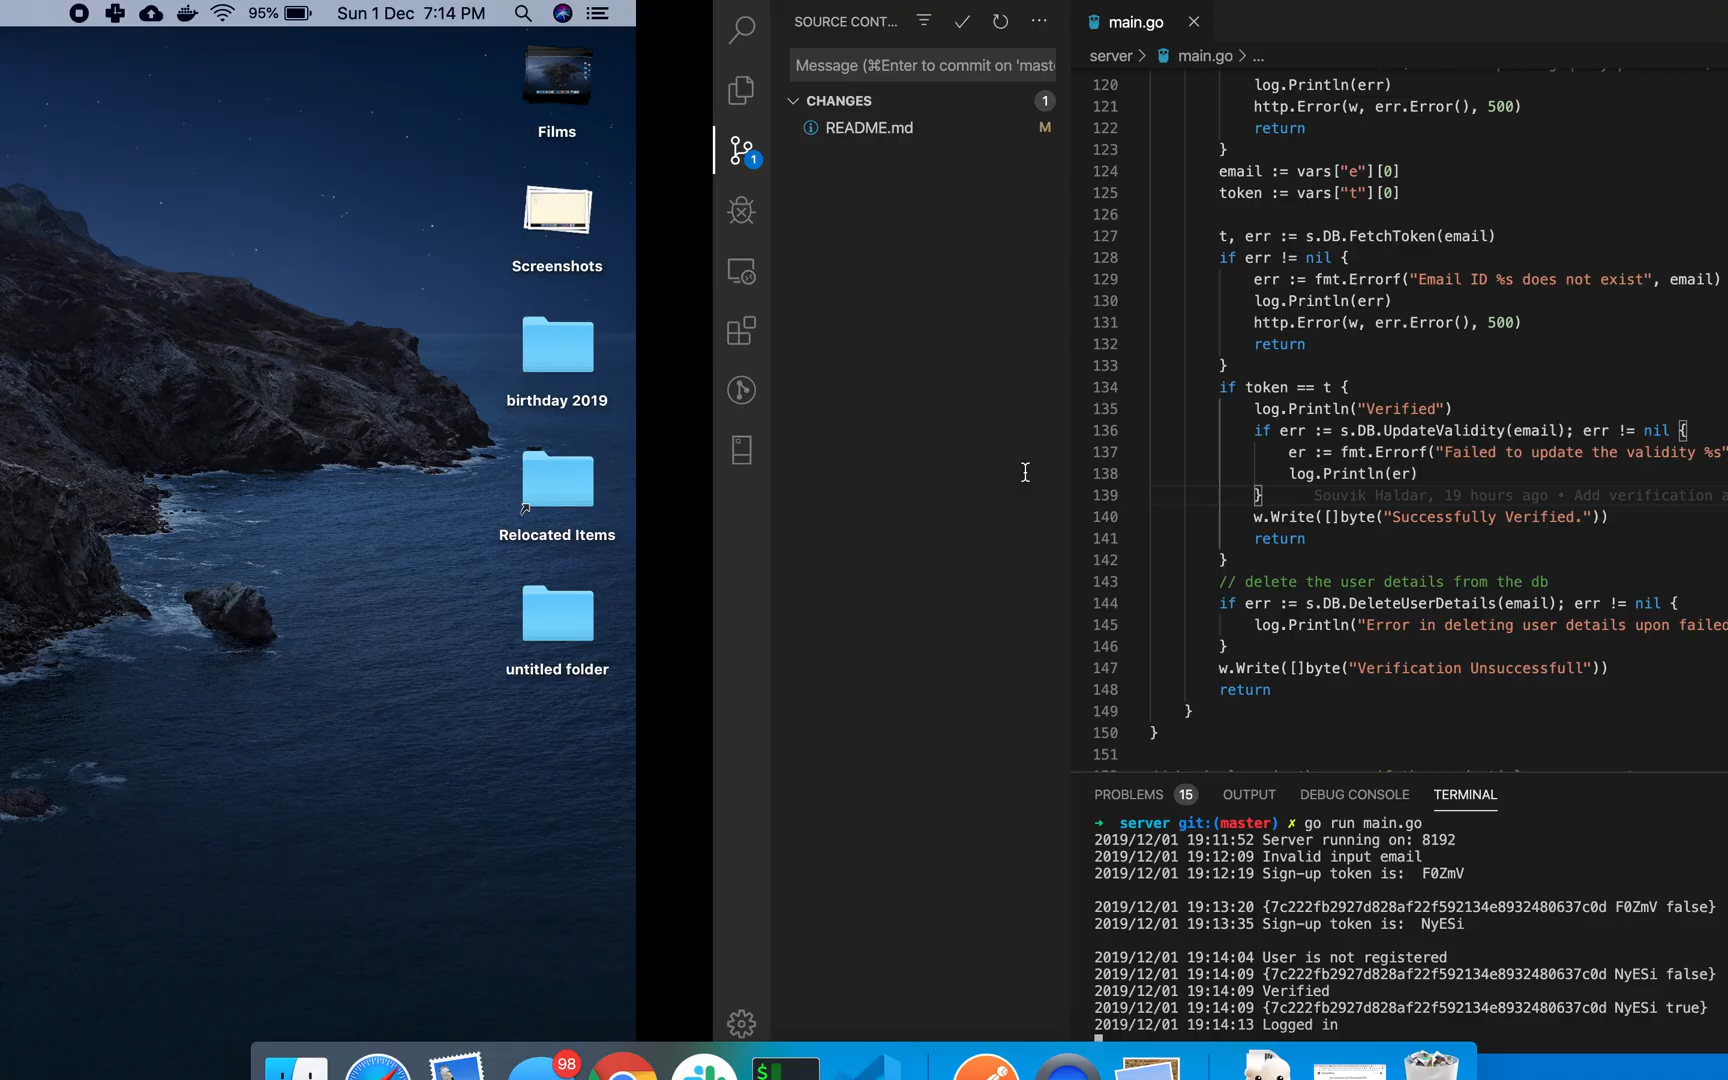 95%
Sun 1 Dec 7:14 PM
Films
Screenshots
birthday 2019
Relocated Items
untitled folder
SOURCE CONT...
Message (⌘Enter to commit on 'mast
CHANGES 1
README.md M
1
main.go
server > main.go > ...
120 log.Println(err)
121 http.Error(w, err.Error(), 500)
122 return
123 }
124 email := vars["e"][0]
125 token := vars["t"][0]
126
127 t, err := s.DB.FetchToken(email)
128 if err != nil {
129 err := fmt.Errorf("Email ID %s does not exist", email)
130 log.Println(err)
131 http.Error(w, err.Error(), 500)
132 return
133 }
134 if token == t {
135 log.Println("Verified")
136 if err := s.DB.UpdateValidity(email); err != nil {
137 er := fmt.Errorf("Failed to update the validity %s"
138 log.Println(er)
139 } Souvik Haldar, 19 hours ago • Add verification a
140 w.Write([]byte("Successfully Verified."))
141 return
142 }
143 // delete the user details from the db
144 if err := s.DB.DeleteUserDetails(email); err != nil {
145 log.Println("Error in deleting user details upon failed
146 }
147 w.Write([]byte("Verification Unsuccessfull"))
148 return
149 }
150 }
151
PROBLEMS 15 OUTPUT DEBUG CONSOLE TERMINAL
→ server git:(master) ✗ go run main.go
2019/12/01 19:11:52 Server running on: 8192
2019/12/01 19:12:09 Invalid input email
2019/12/01 19:12:19 Sign-up token is: F0ZmV
2019/12/01 19:13:20 {7c222fb2927d828af22f592134e8932480637c0d F0ZmV false}
2019/12/01 19:13:35 Sign-up token is: NyESi
2019/12/01 19:14:04 User is not registered
2019/12/01 19:14:09 {7c222fb2927d828af22f592134e8932480637c0d NyESi false}
2019/12/01 19:14:09 Verified
2019/12/01 19:14:09 {7c222fb2927d828af22f592134e8932480637c0d NyESi true}
2019/12/01 19:14:13 Logged in
98
$